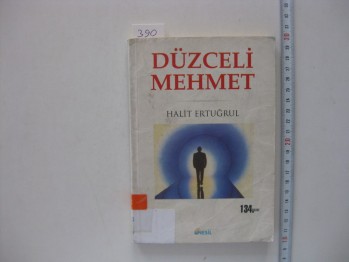 390
DÜZCELİ
MEHMET
HALİT ERTUĞRUL
134